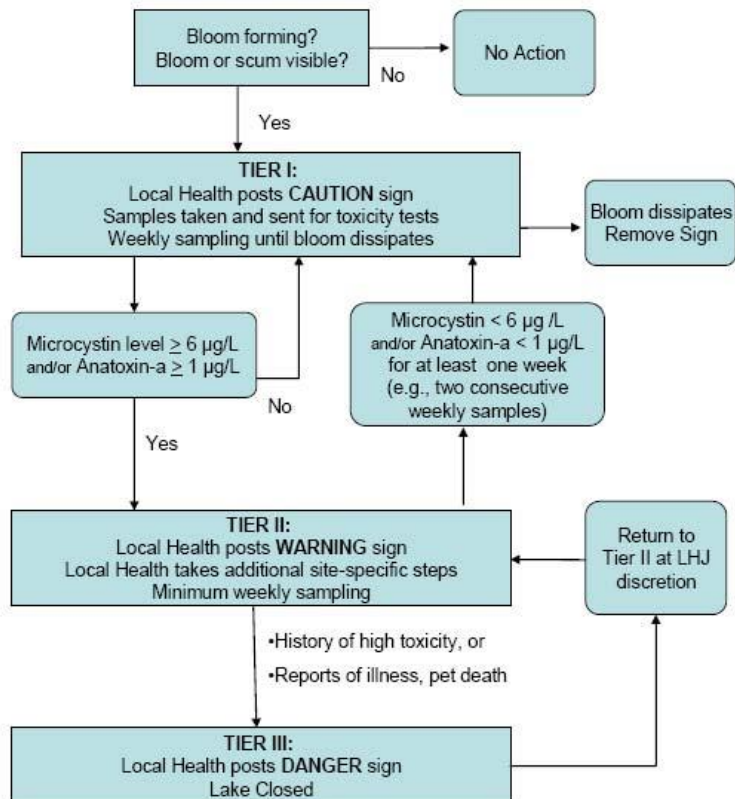 Bloom forming?
Bloom or scum visible?
No Action
No
Yes
TIER I:
Local Health posts CAUTION sign
Samples taken and sent for toxicity tests
Weekly sampling until bloom dissipates
Bloom dissipates
Remove Sign
Microcystin level ≥ 6 µg/L
and/or Anatoxin-a ≥ 1 µg/L
No
Yes
Microcystin < 6 µg /L
and/or Anatoxin-a < 1 µg/L
for at least one week
(e.g., two consecutive
weekly samples)
TIER II:
Local Health posts WARNING sign
Local Health takes additional site-specific steps
Minimum weekly sampling
Return to
Tier II at LHJ
discretion
•History of high toxicity, or
•Reports of illness, pet death
TIER III:
Local Health posts DANGER sign
Lake Closed